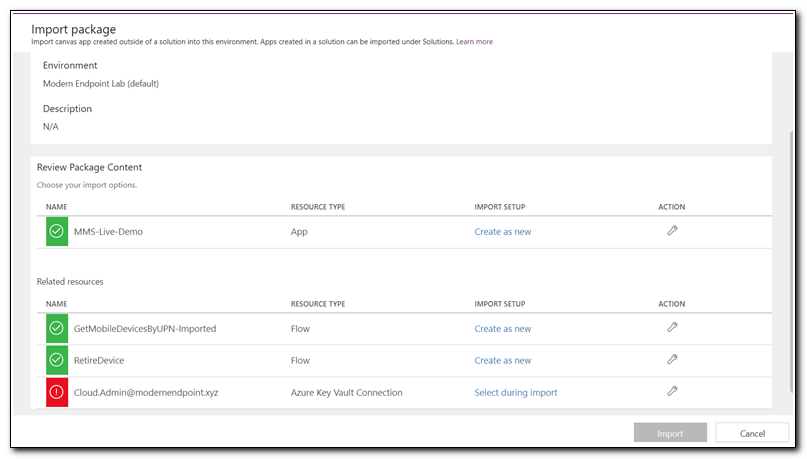 Import package
Import canvas app created outside of a solution into this environment. Apps created in a solution can be imported under Solutions. Learn more
Environment
Modern Endpoint Lab (default)
Description
N/A
Review Package Content
Choose your import options.
NAME RESOURCE TYPE IMPORT SETUP ACTION
MMS-Live-Demo App Create as new
Related resources
NAME RESOURCE TYPE IMPORT SETUP ACTION
GetMobileDevicesByUPN-Imported Flow Create as new
RetireDevice Flow Create as new
Cloud.Admin@modernendpoint.xyz Azure Key Vault Connection Select during import
Import Cancel